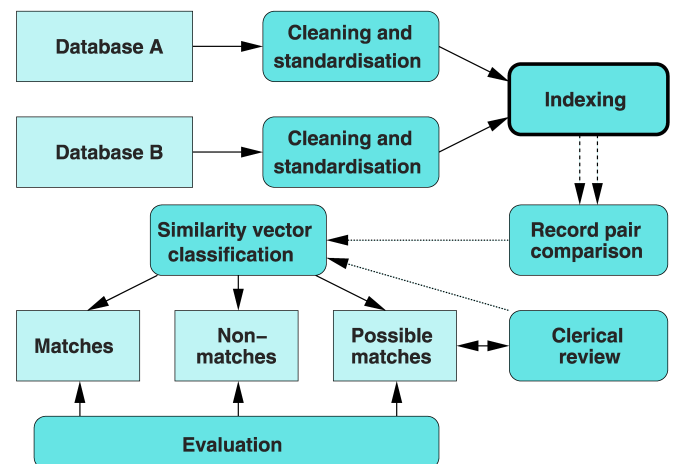 Database A
Cleaning and
standardisation
Indexing
Database B
Cleaning and
standardisation
Similarity vector
classification
Record pair
comparison
Matches
Non−
matches
Possible
matches
Clerical
review
Evaluation